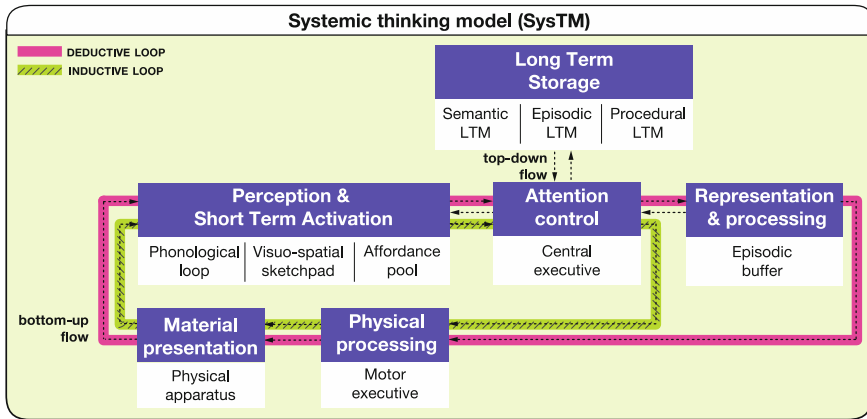 Systemic thinking model (SysTM)
DEDUCTIVE LOOP
INDUCTIVE LOOP
Long Term
Storage
Semantic
LTM
Episodic
LTM
Procedural
LTM
top-down
flow
Perception &
Short Term Activation
Phonological
loop
Visuo-spatial
sketchpad
Affordance
pool
Attention
control
Central
executive
Representation
& processing
Episodic
buffer
bottom-up
flow
Material
presentation
Physical
apparatus
Physical
processing
Motor
executive